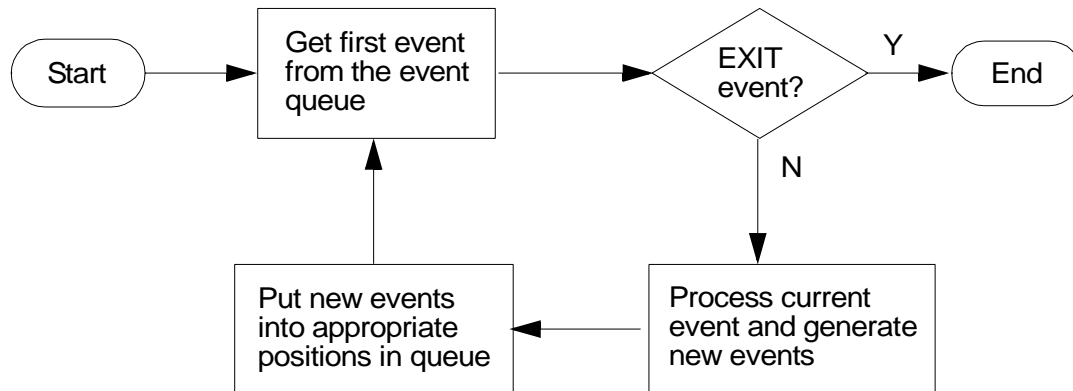 Start
Get first event
from the event
queue
EXIT
event?
Y
End
N
Process current
event and generate
new events
Put new events
into appropriate
positions in queue